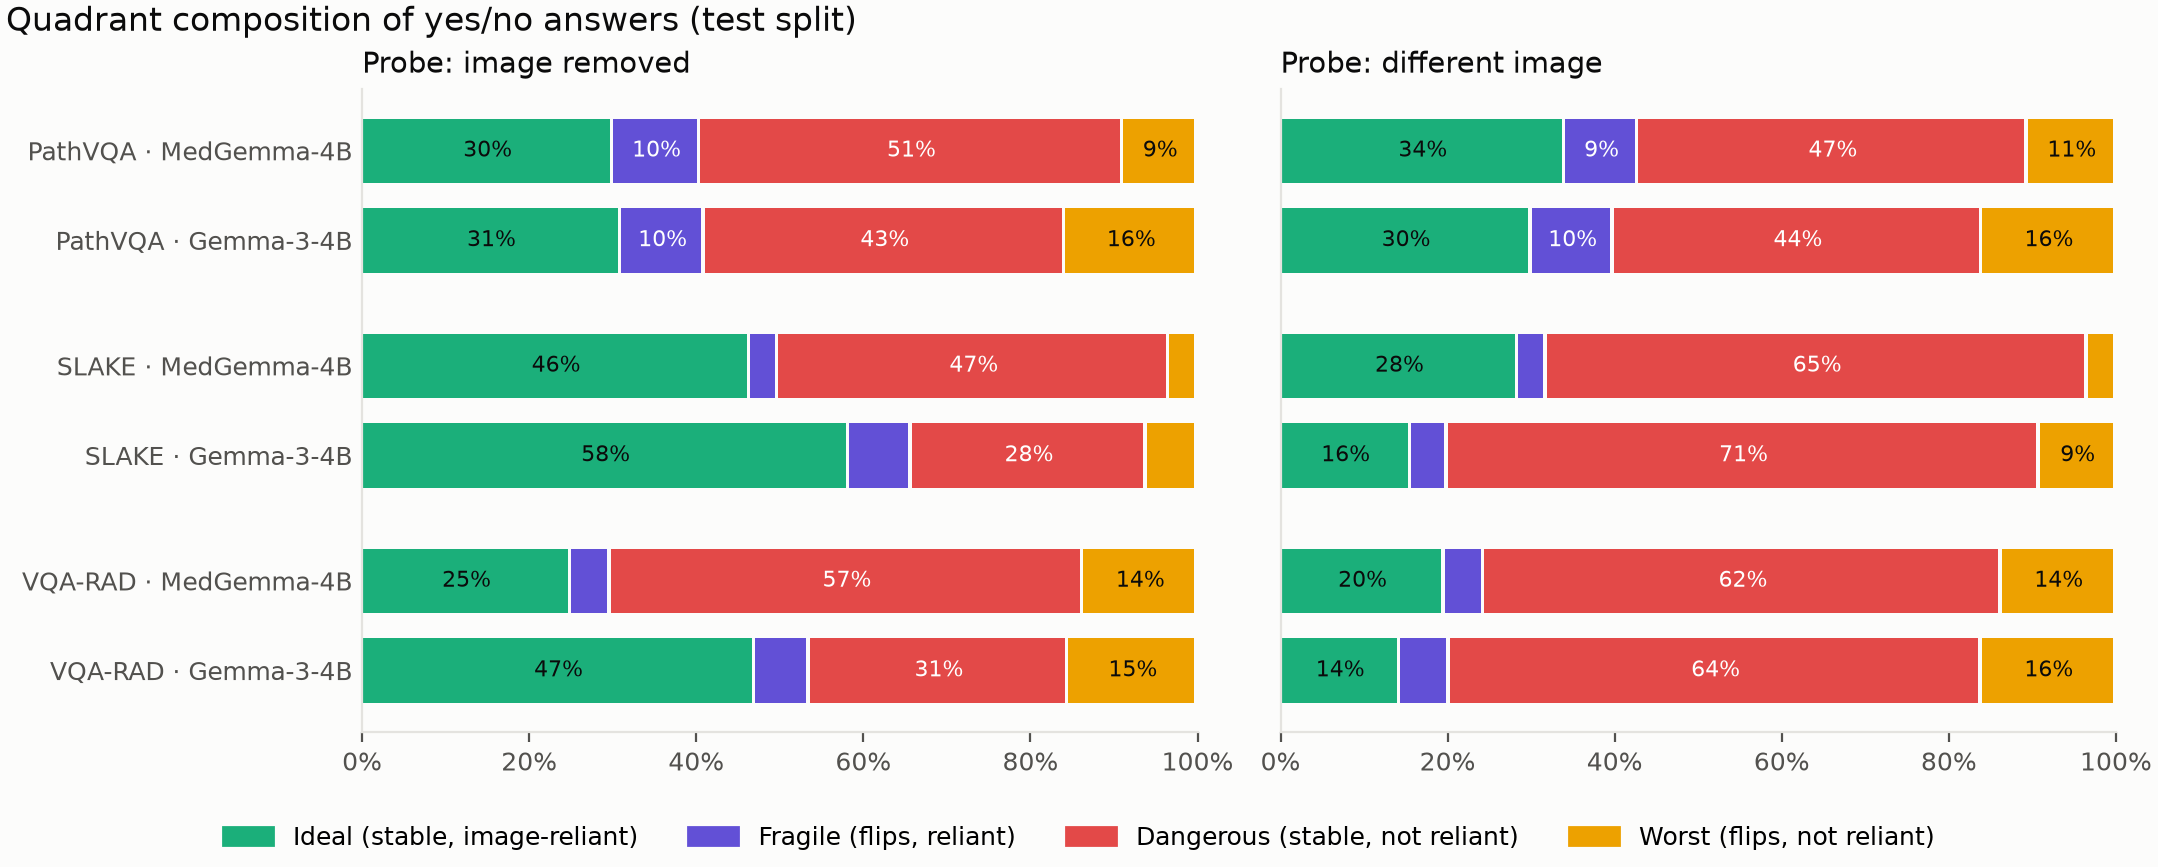 Quadrant composition of yes/no answers (test split)
Probe: image removed
Probe: different image
PathVQA · MedGemma-4B
30% 10% 51% 9%
34% 9% 47% 11%
PathVQA · Gemma-3-4B
31% 10% 43% 16%
30% 10% 44% 16%
SLAKE · MedGemma-4B
46% 47%
28% 65%
SLAKE · Gemma-3-4B
58% 28%
16% 71% 9%
VQA-RAD · MedGemma-4B
25% 57% 14%
20% 62% 14%
VQA-RAD · Gemma-3-4B
47% 31% 15%
14% 64% 16%
0% 20% 40% 60% 80% 100%
0% 20% 40% 60% 80% 100%
Ideal (stable, image-reliant) Fragile (flips, reliant) Dangerous (stable, not reliant) Worst (flips, not reliant)